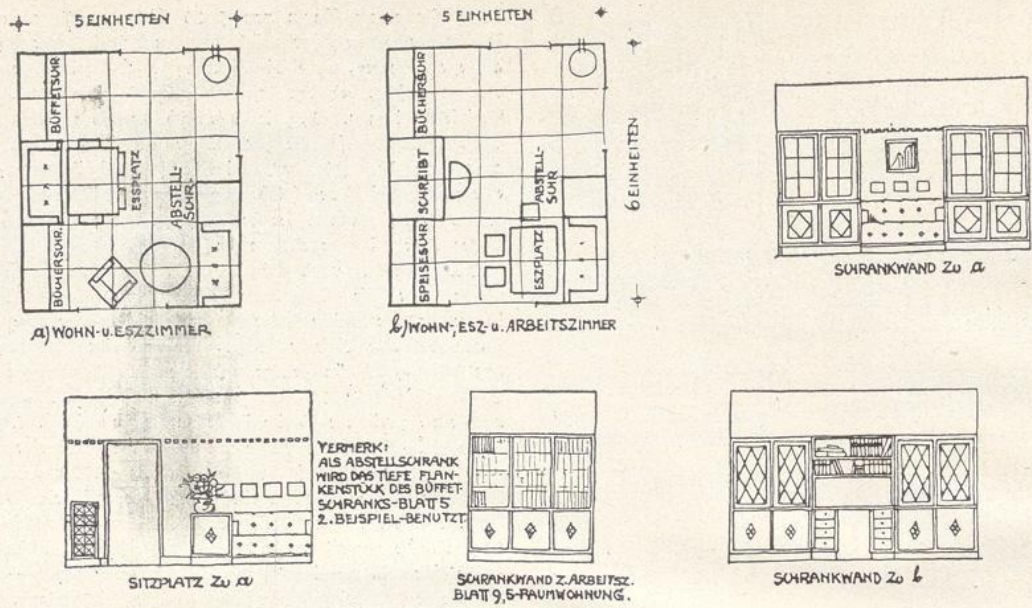 5 EINHEITEN
5 EINHEITEN
BÜFFETSCHR
ESSPLATZ
ABSTELL-
SCHR.
BÜCHERSCHR.
a) WOHN- u. ESZZIMMER
BÜCHERSCHR
SCHREIBT
ABSTELL-
SCHR
SPEISESCHR
ESZPLATZ
6 EINHEITEN
b) WOHN-, ESZ- u. ARBEITSZIMMER
SCHRANKWAND Zu a
VERMERK:
ALS ABSTELLSCHRANK
WIRD DAS TIEFE FLAN-
KENSTÜCK DES BÜFFET-
SCHRANKS-BLATT 5
2. BEISPIEL-BENUTZT.
SITZPLATZ Zu a
SCHRANKWAND Z. ARBEITSZ.
BLATT 9, 5-RAUMWOHNUNG.
SCHRANKWAND Zu b